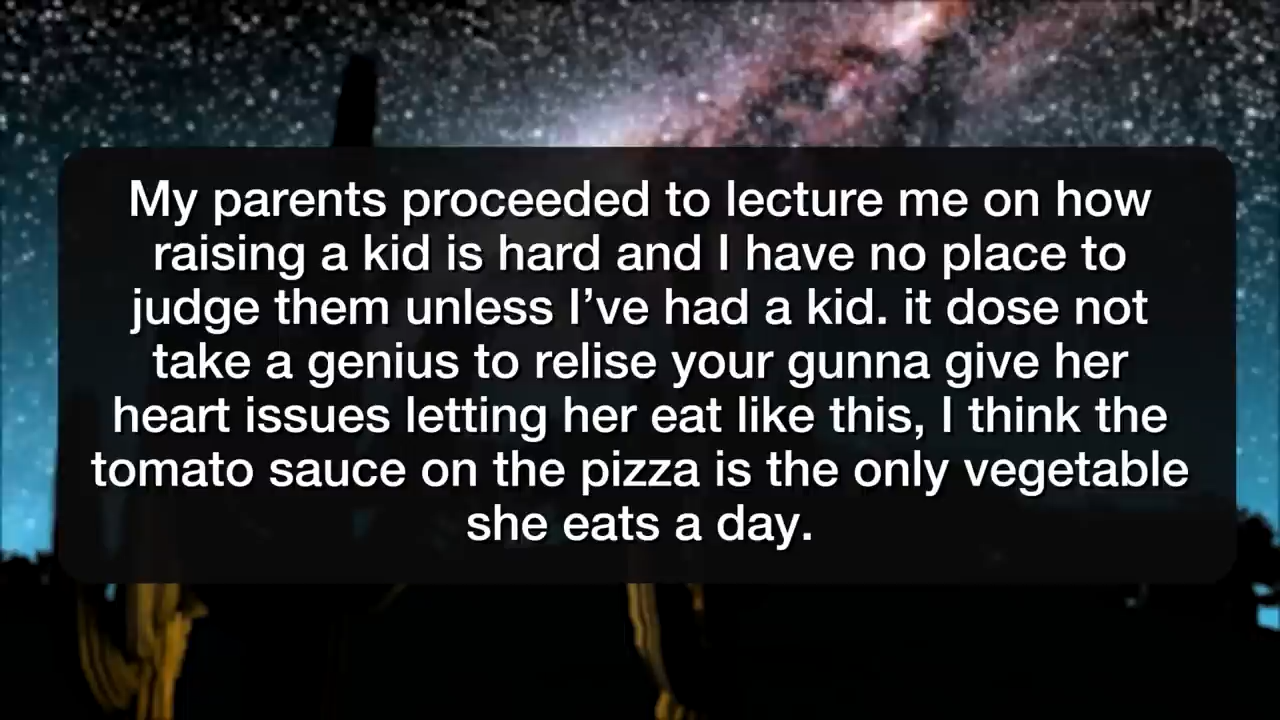 My parents proceeded to lecture me on how
raising a kid is hard and I have no place to
judge them unless I’ve had a kid. it dose not
take a genius to relise your gunna give her
heart issues letting her eat like this, I think the
tomato sauce on the pizza is the only vegetable
she eats a day.